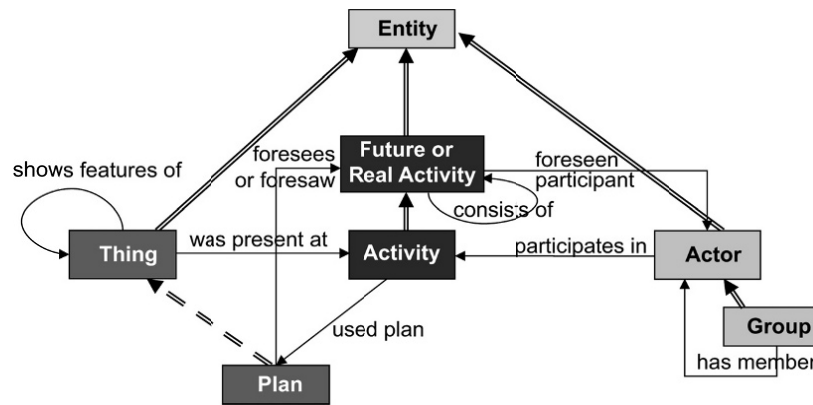 Entity
Future or
Real Activity
foresees
or foresaw
foreseen
participant
shows features of
consists of
Thing
was present at
Activity
participates in
Actor
used plan
Group
has member
Plan